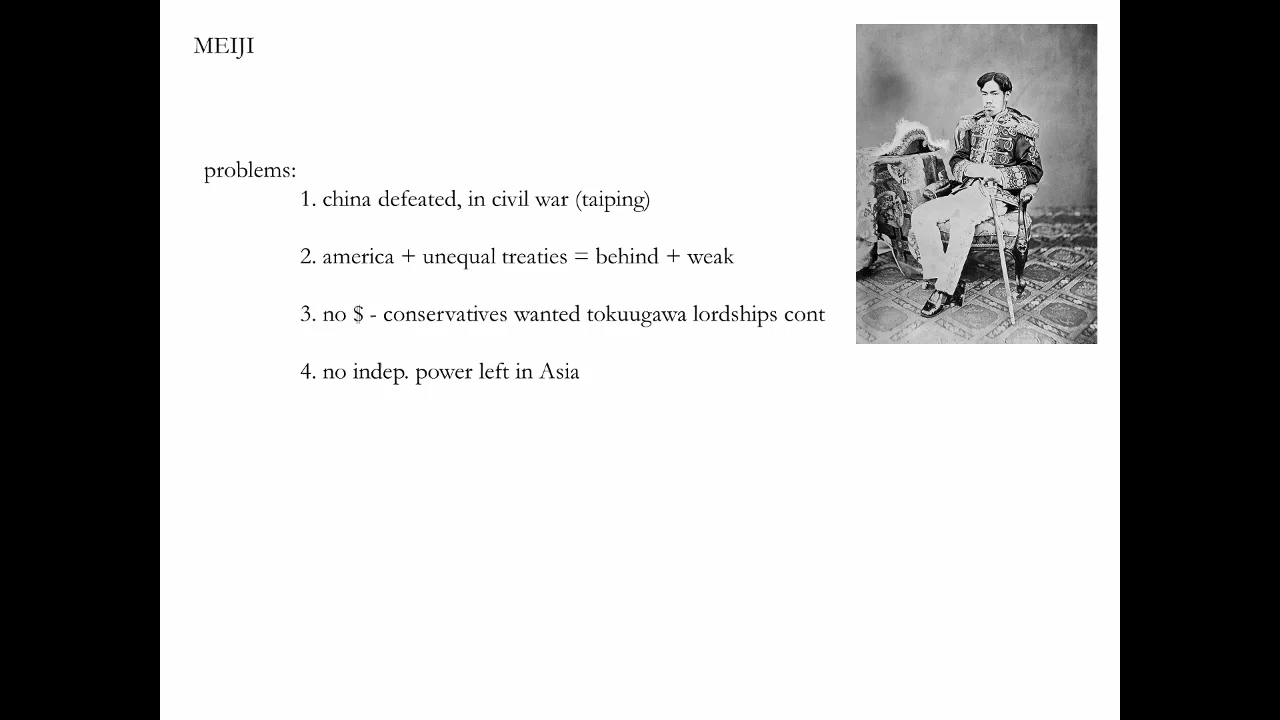 MEIJI
problems:
1. china defeated, in civil war (taiping)
2. america + unequal treaties = behind + weak
3. no $ - conservatives wanted tokuugawa lordships cont
4. no indep. power left in Asia